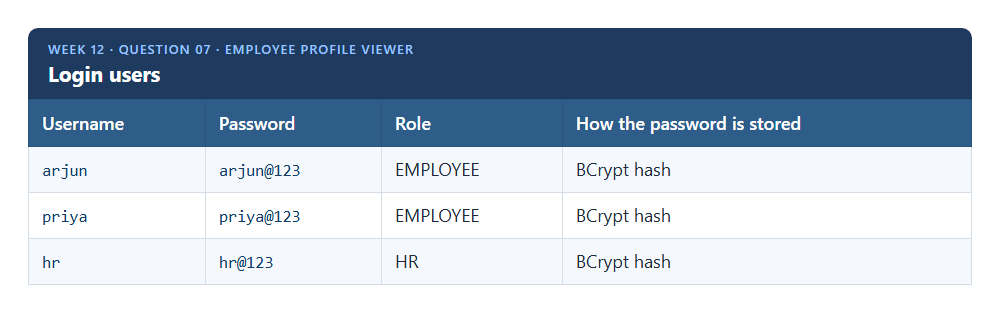 WEEK 12 · QUESTION 07 · EMPLOYEE PROFILE VIEWER
Login users
Username Password Role How the password is stored
arjun arjun@123 EMPLOYEE BCrypt hash
priya priya@123 EMPLOYEE BCrypt hash
hr hr@123 HR BCrypt hash